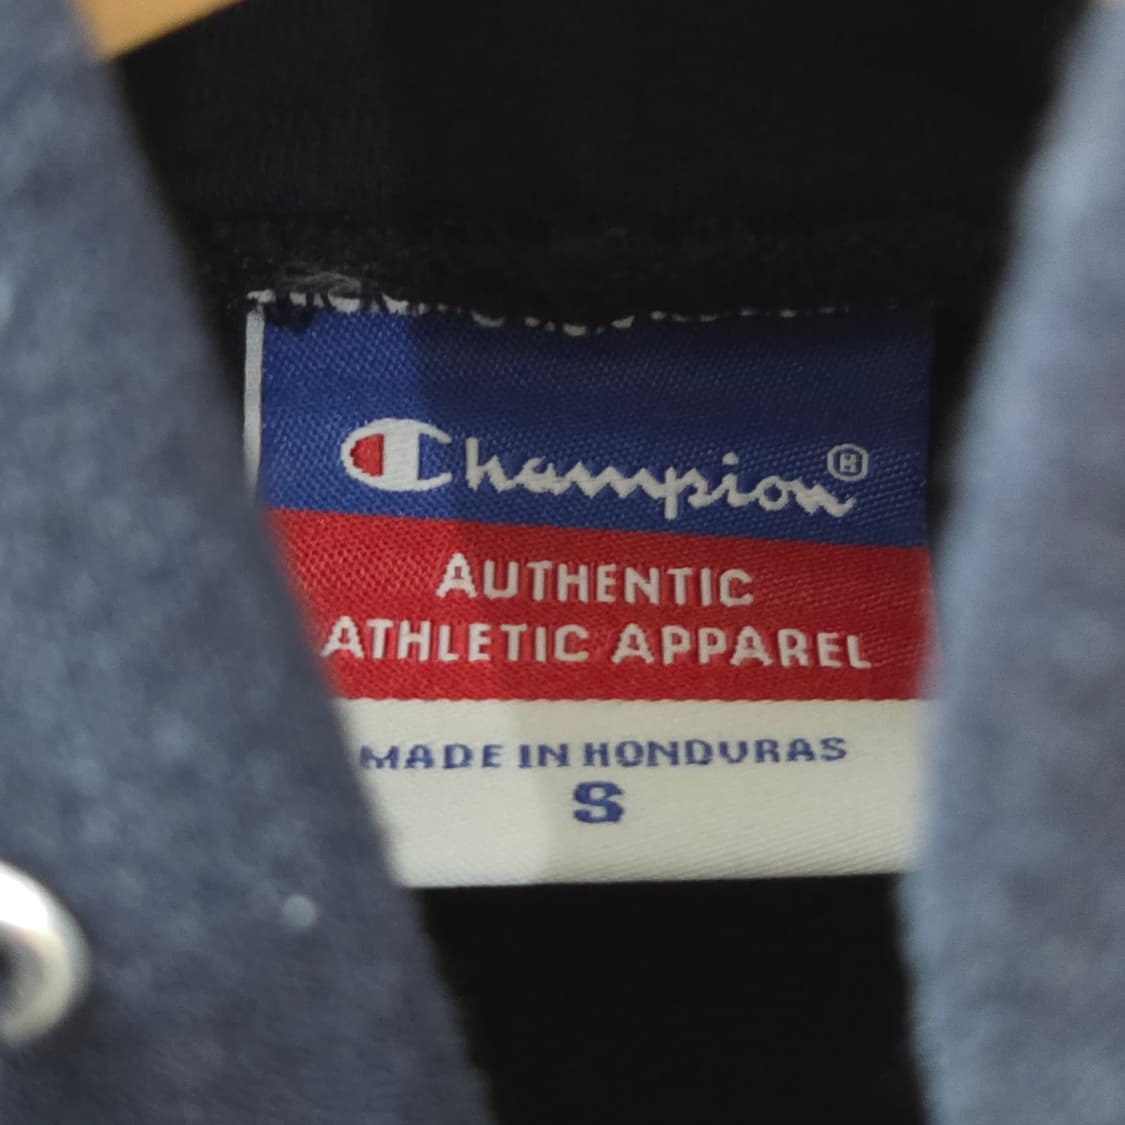 Champion®
AUTHENTIC
ATHLETIC APPAREL
MADE IN HONDURAS
S